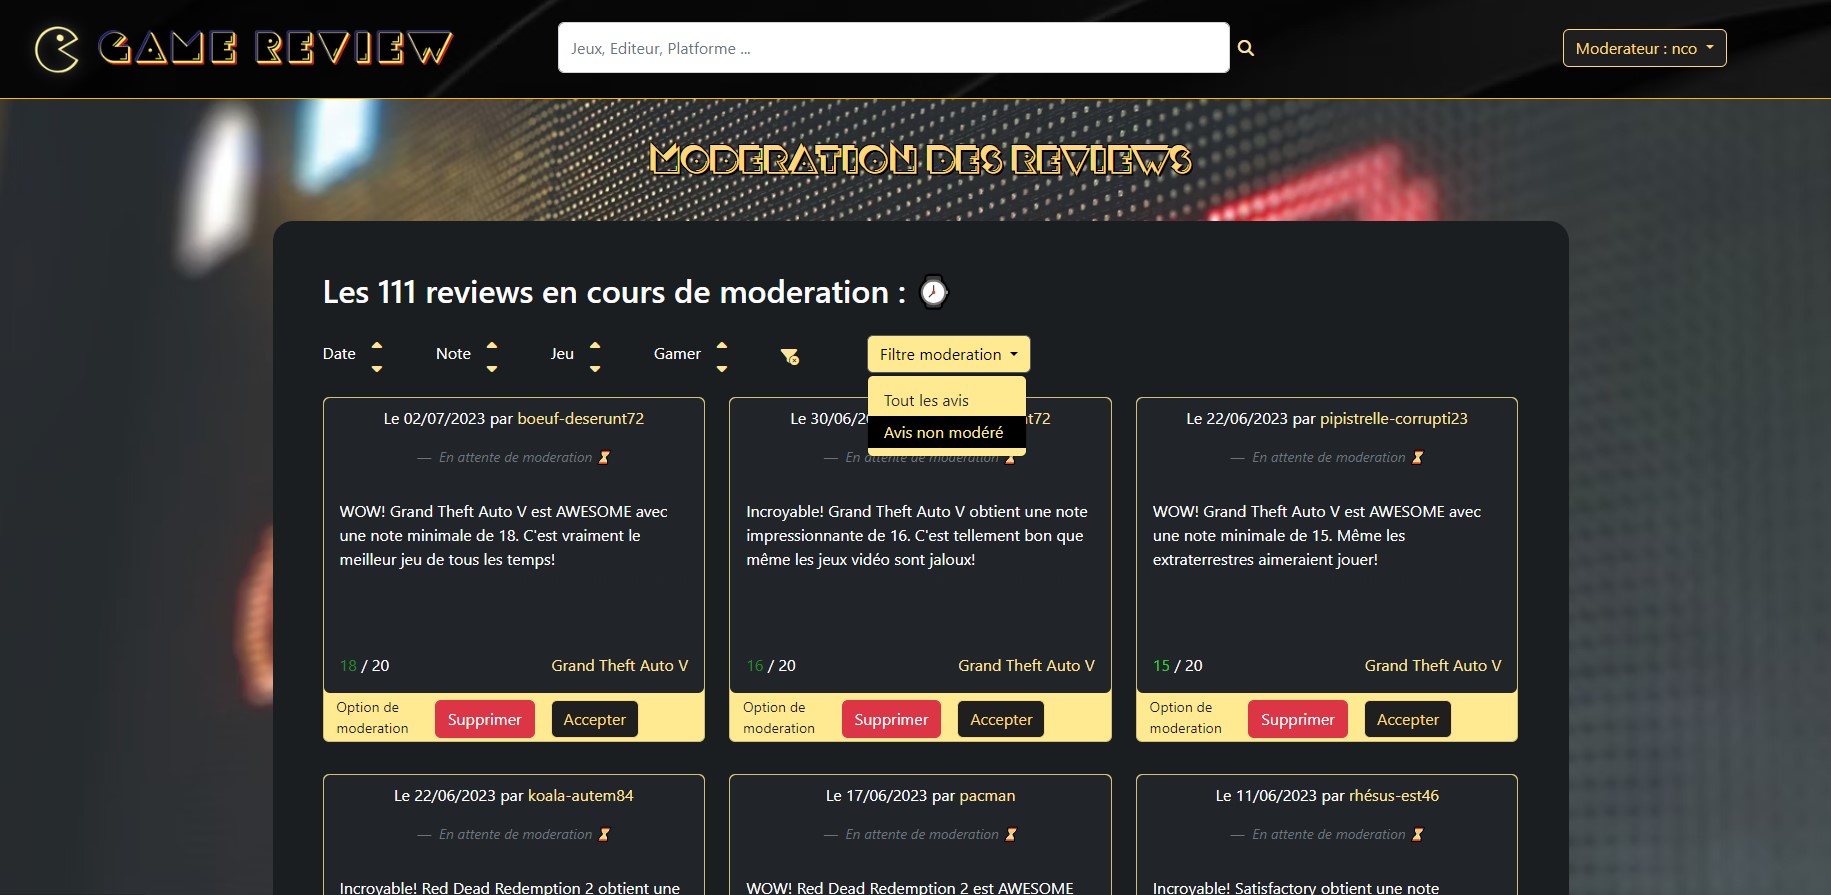 GAME REVIEW
Jeux, Editeur, Platforme ...
Moderateur : nco
MODERATION DES REVIEWS
Les 111 reviews en cours de moderation :
Date Note Jeu Gamer Filtre moderation
Tout les avis
Avis non modéré
Le 02/07/2023 par boeuf-deserunt72
— En attente de moderation
WOW! Grand Theft Auto V est AWESOME avec
une note minimale de 18. C'est vraiment le
meilleur jeu de tous les temps!
18 / 20 Grand Theft Auto V
Option de
moderation
Supprimer Accepter
Le 30/06/20
t72
— En attente de moderation
Incroyable! Grand Theft Auto V obtient une note
impressionnante de 16. C'est tellement bon que
même les jeux vidéo sont jaloux!
16 / 20 Grand Theft Auto V
Option de
moderation
Supprimer Accepter
Le 22/06/2023 par pipistrelle-corrupti23
— En attente de moderation
WOW! Grand Theft Auto V est AWESOME avec
une note minimale de 15. Même les
extraterrestres aimeraient jouer!
15 / 20 Grand Theft Auto V
Option de
moderation
Supprimer Accepter
Le 22/06/2023 par koala-autem84
— En attente de moderation
Incroyable! Red Dead Redemption 2 obtient une
Le 17/06/2023 par pacman
— En attente de moderation
WOW! Red Dead Redemption 2 est AWESOME
Le 11/06/2023 par rhésus-est46
— En attente de moderation
Incroyable! Satisfactory obtient une note